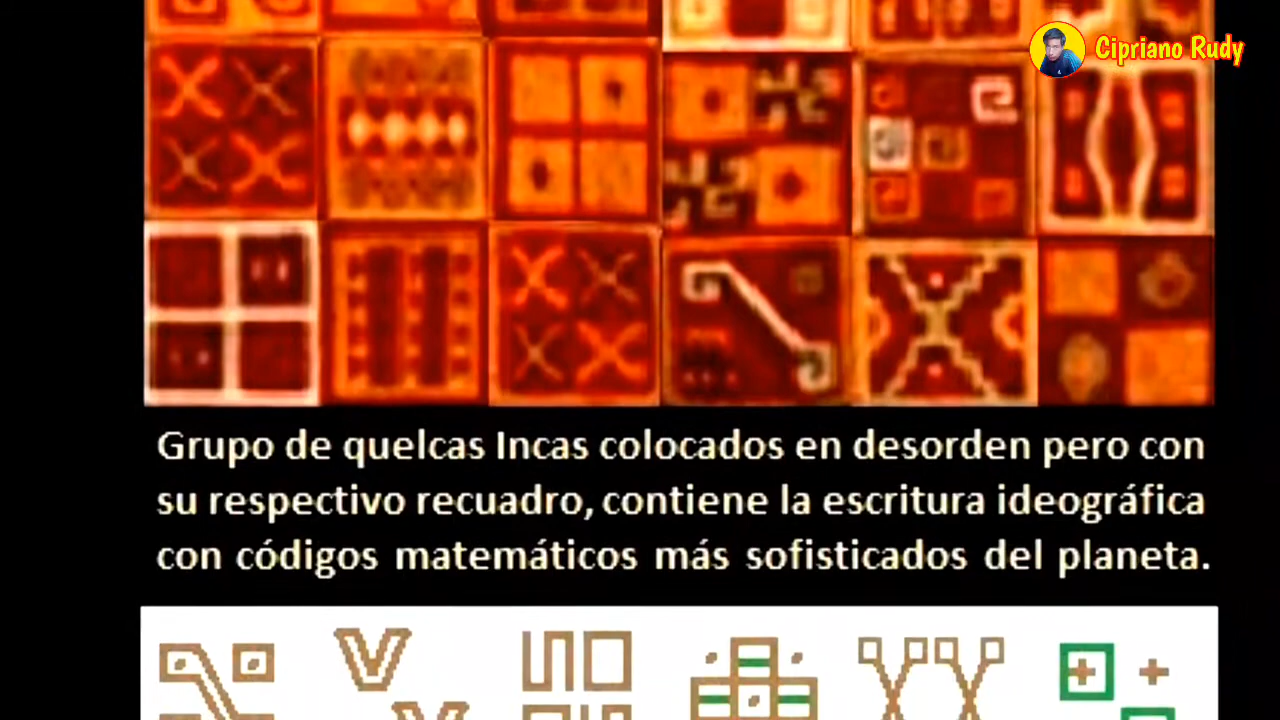 Cipriano Rudy
Grupo de quelcas Incas colocados en desorden pero con
su respectivo recuadro, contiene la escritura ideográfica
con códigos matemáticos más sofisticados del planeta.